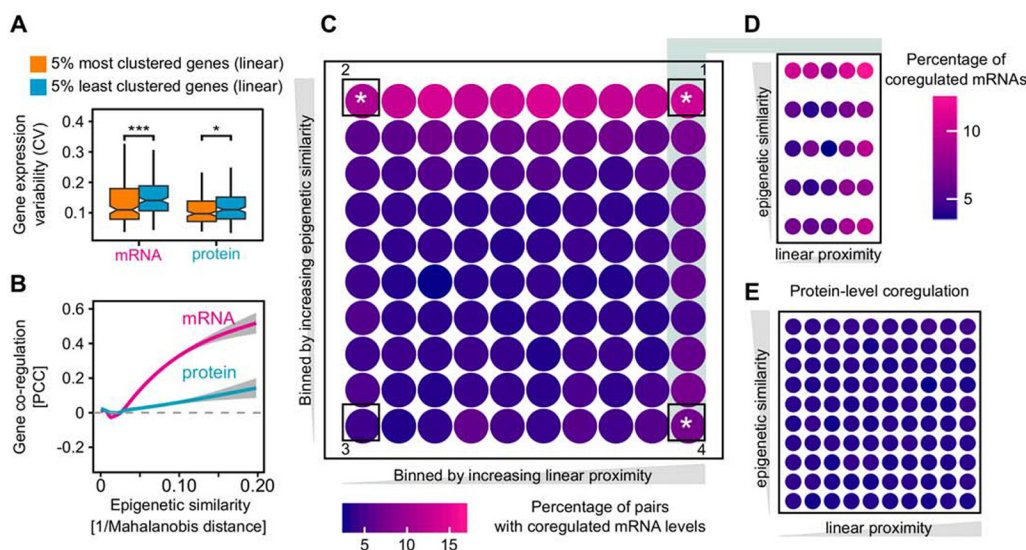 A
5% most clustered genes (linear)
5% least clustered genes (linear)
Gene expression
variability (CV)
0.4
0.3
0.2
0.1
***
*
mRNA
protein
B
Gene co-regulation
[PCC]
0.6
0.4
0.2
0
-0.2
mRNA
protein
0
0.10
0.20
Epigenetic similarity
[1/Mahalanobis distance]
C
Binned by increasing epigenetic similarity
2
1
*
*
3
4
*
Binned by increasing linear proximity
5
10
15
Percentage of pairs
with coregulated mRNA levels
D
epigenetic similarity
linear proximity
Percentage of
coregulated mRNAs
10
5
E
Protein-level coregulation
epigenetic similarity
linear proximity